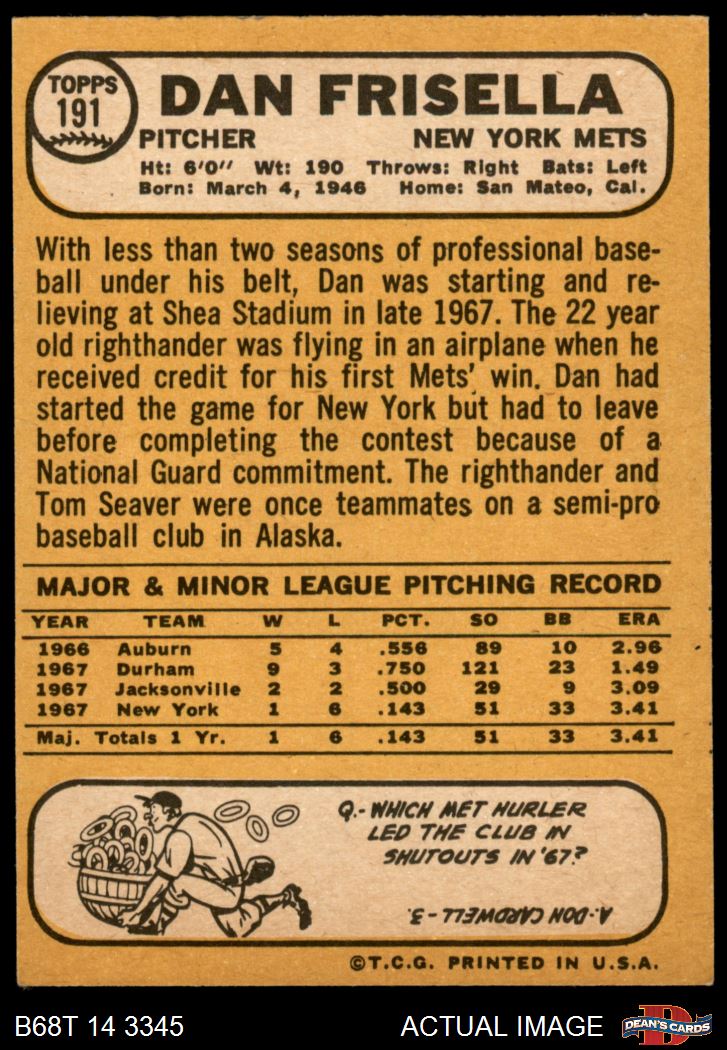 TOPPS
191
DAN FRISELLA
PITCHER NEW YORK METS
Ht: 6'0" Wt: 190 Throws: Right Bats: Left
Born: March 4, 1946 Home: San Mateo, Cal.
With less than two seasons of professional base-
ball under his belt, Dan was starting and re-
lieving at Shea Stadium in late 1967. The 22 year
old righthander was flying in an airplane when he
received credit for his first Mets' win. Dan had
started the game for New York but had to leave
before completing the contest because of a
National Guard commitment. The righthander and
Tom Seaver were once teammates on a semi-pro
baseball club in Alaska.
MAJOR & MINOR LEAGUE PITCHING RECORD
YEAR TEAM W L PCT. SO BB ERA
1966 Auburn 5 4 .556 89 10 2.96
1967 Durham 9 3 .750 121 23 1.49
1967 Jacksonville 2 2 .500 29 9 3.09
1967 New York 1 6 .143 51 33 3.41
Maj. Totals 1 Yr. 1 6 .143 51 33 3.41
Q.- WHICH MET HURLER
LED THE CLUB IN
SHUTOUTS IN '67?
A- DON CARDWELL - 3.
©T.C.G. PRINTED IN U.S.A.
B68T 14 3345 ACTUAL IMAGE
D
DEAN'S CARDS